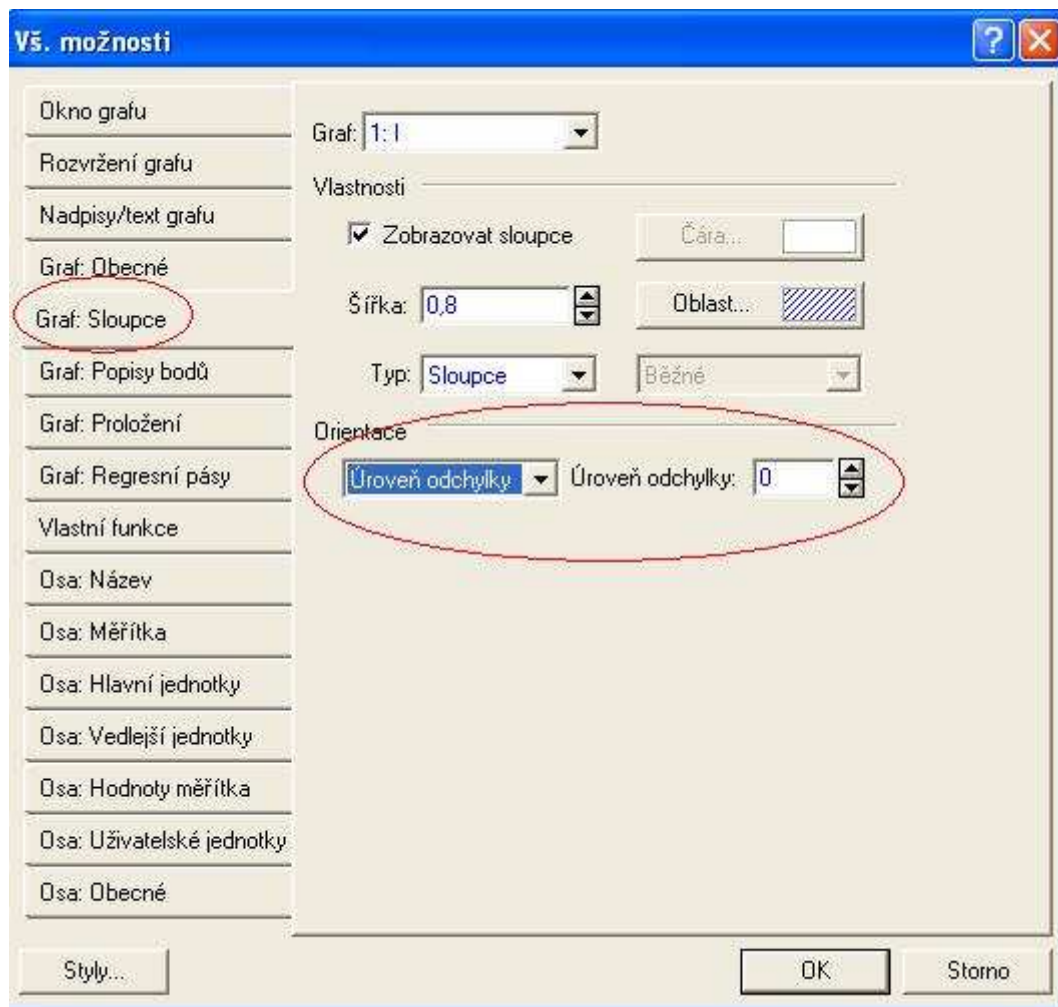 Vš. možnosti
Okno grafu
Rozvržení grafu
Nadpisy/text grafu
Graf: Obecné
Graf: Sloupce
Graf: Popisy bodů
Graf: Proložení
Graf: Regresní pásy
Vlastní funkce
Osa: Název
Osa: Měřítka
Osa: Hlavní jednotky
Osa: Vedlejší jednotky
Osa: Hodnoty měřítka
Osa: Uživatelské jednotky
Osa: Obecné
Graf: 1: I
Vlastnosti
Zobrazovat sloupce Čára...
Šířka: 0,8 Oblast...
Typ: Sloupce Běžné
Orientace
Úroveň odchylky Úroveň odchylky: 0
Styly... OK Storno